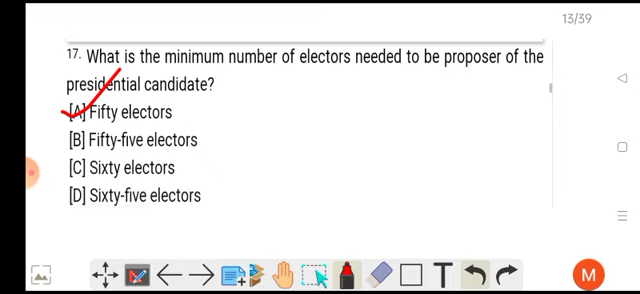 13/39
17. What is the minimum number of electors needed to be proposer of the
presidential candidate?
[A] Fifty electors
[B] Fifty-five electors
[C] Sixty electors
[D] Sixty-five electors
T
M